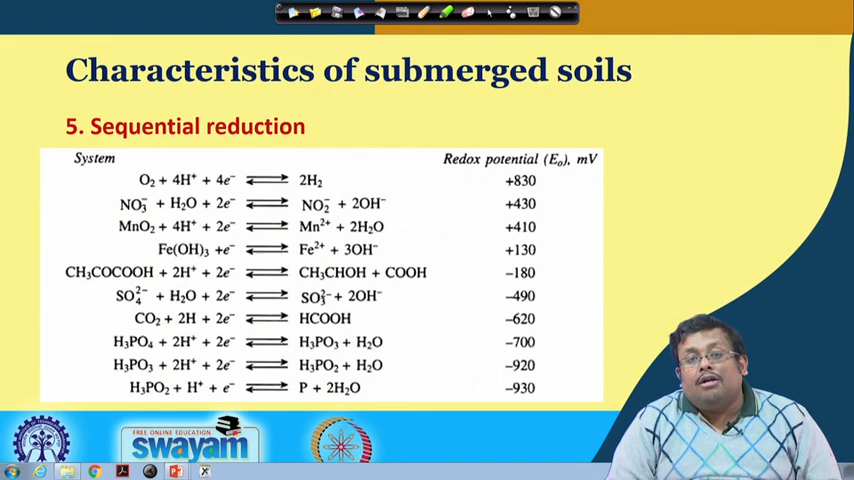 Characteristics of submerged soils
5. Sequential reduction
System Redox potential (E₀), mV
O₂ + 4H⁺ + 4e⁻ ⇌ 2H₂ +830
NO₃⁻ + H₂O + 2e⁻ ⇌ NO₂⁻ + 2OH⁻ +430
MnO₂ + 4H⁺ + 2e⁻ ⇌ Mn²⁺ + 2H₂O +410
Fe(OH)₃ +e⁻ ⇌ Fe²⁺ + 3OH⁻ +130
CH₃COCOOH + 2H⁺ + 2e⁻ ⇌ CH₃CHOH + COOH –180
SO₄²⁻ + H₂O + 2e⁻ ⇌ SO₃²⁻ + 2OH⁻ –490
CO₂ + 2H + 2e⁻ ⇌ HCOOH –620
H₃PO₄ + 2H⁺ + 2e⁻ ⇌ H₃PO₃ + H₂O –700
H₃PO₃ + 2H⁺ + 2e⁻ ⇌ H₃PO₂ + H₂O –920
H₃PO₂ + H⁺ + e⁻ ⇌ P + 2H₂O –930
FREE ONLINE EDUCATION
swayam